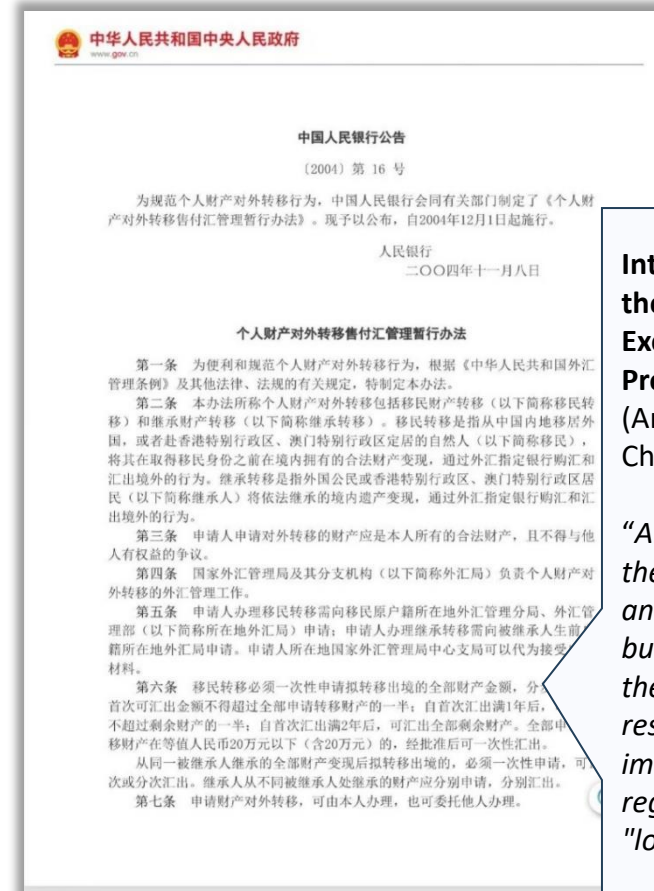 中华人民共和国中央人民政府
www.gov.cn
中国人民银行公告
〔2004〕第 16 号
为规范个人财产对外转移行为，中国人民银行会同有关部门制定了《个人财
产对外转移售付汇管理暂行办法》。现予以公布，自2004年12月1日起施行。
人民银行
二〇〇四年十一月八日
个人财产对外转移售付汇管理暂行办法
第一条 为便利和规范个人财产对外转移行为，根据《中华人民共和国外汇
管理条例》及其他法律、法规的有关规定，特制定本办法。
第二条 本办法所称个人财产对外转移包括移民财产转移（以下简称移民转
移）和继承财产转移（以下简称继承转移）。移民转移是指从中国内地移居外
国，或者赴香港特别行政区、澳门特别行政区定居的自然人（以下简称移民），
将其在取得移民身份之前在境内拥有的合法财产变现，通过外汇指定银行购汇和
汇出境外的行为。继承转移是指外国公民或香港特别行政区、澳门特别行政区居
民（以下简称继承人）将依法继承的境内遗产变现，通过外汇指定银行购汇和汇
出境外的行为。
第三条 申请人申请对外转移的财产应是本人所有的合法财产，且不得与他
人有权益的争议。
第四条 国家外汇管理局及其分支机构（以下简称外汇局）负责个人财产对
外转移的外汇管理工作。
第五条 申请人办理移民转移需向移民原户籍所在地外汇管理分局、外汇管
理部（以下简称所在地外汇局）申请；申请人办理继承转移需向被继承人生前
籍所在地外汇局申请。申请人所在地国家外汇管理局中心支局可以代为接受
材料。
第六条 移民转移必须一次性申请拟转移出境的全部财产金额，分
首次可汇出金额不得超过全部申请转移财产的一半；自首次汇出满1年后，
不超过剩余财产的一半；自首次汇出满2年后，可汇出全部剩余财产。全部申
移财产在等值人民币20万元以下（含20万元）的，经批准后可一次性汇出。
从同一被继承人继承的全部财产变现后拟转移出境的，必须一次性申请，可
次或分次汇出。继承人从不同被继承人处继承的财产应分别申请，分别汇出。
第七条 申请财产对外转移，可由本人办理，也可委托他人办理。
Int
the
Exc
Pro
(Ar
Ch
"A
the
an
bu
the
res
im
reg
"lo